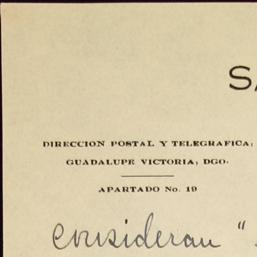 SA
DIRECCION POSTAL Y TELEGRAFICA:
GUADALUPE VICTORIA, DGO.
APARTADO No. 19
consideran "